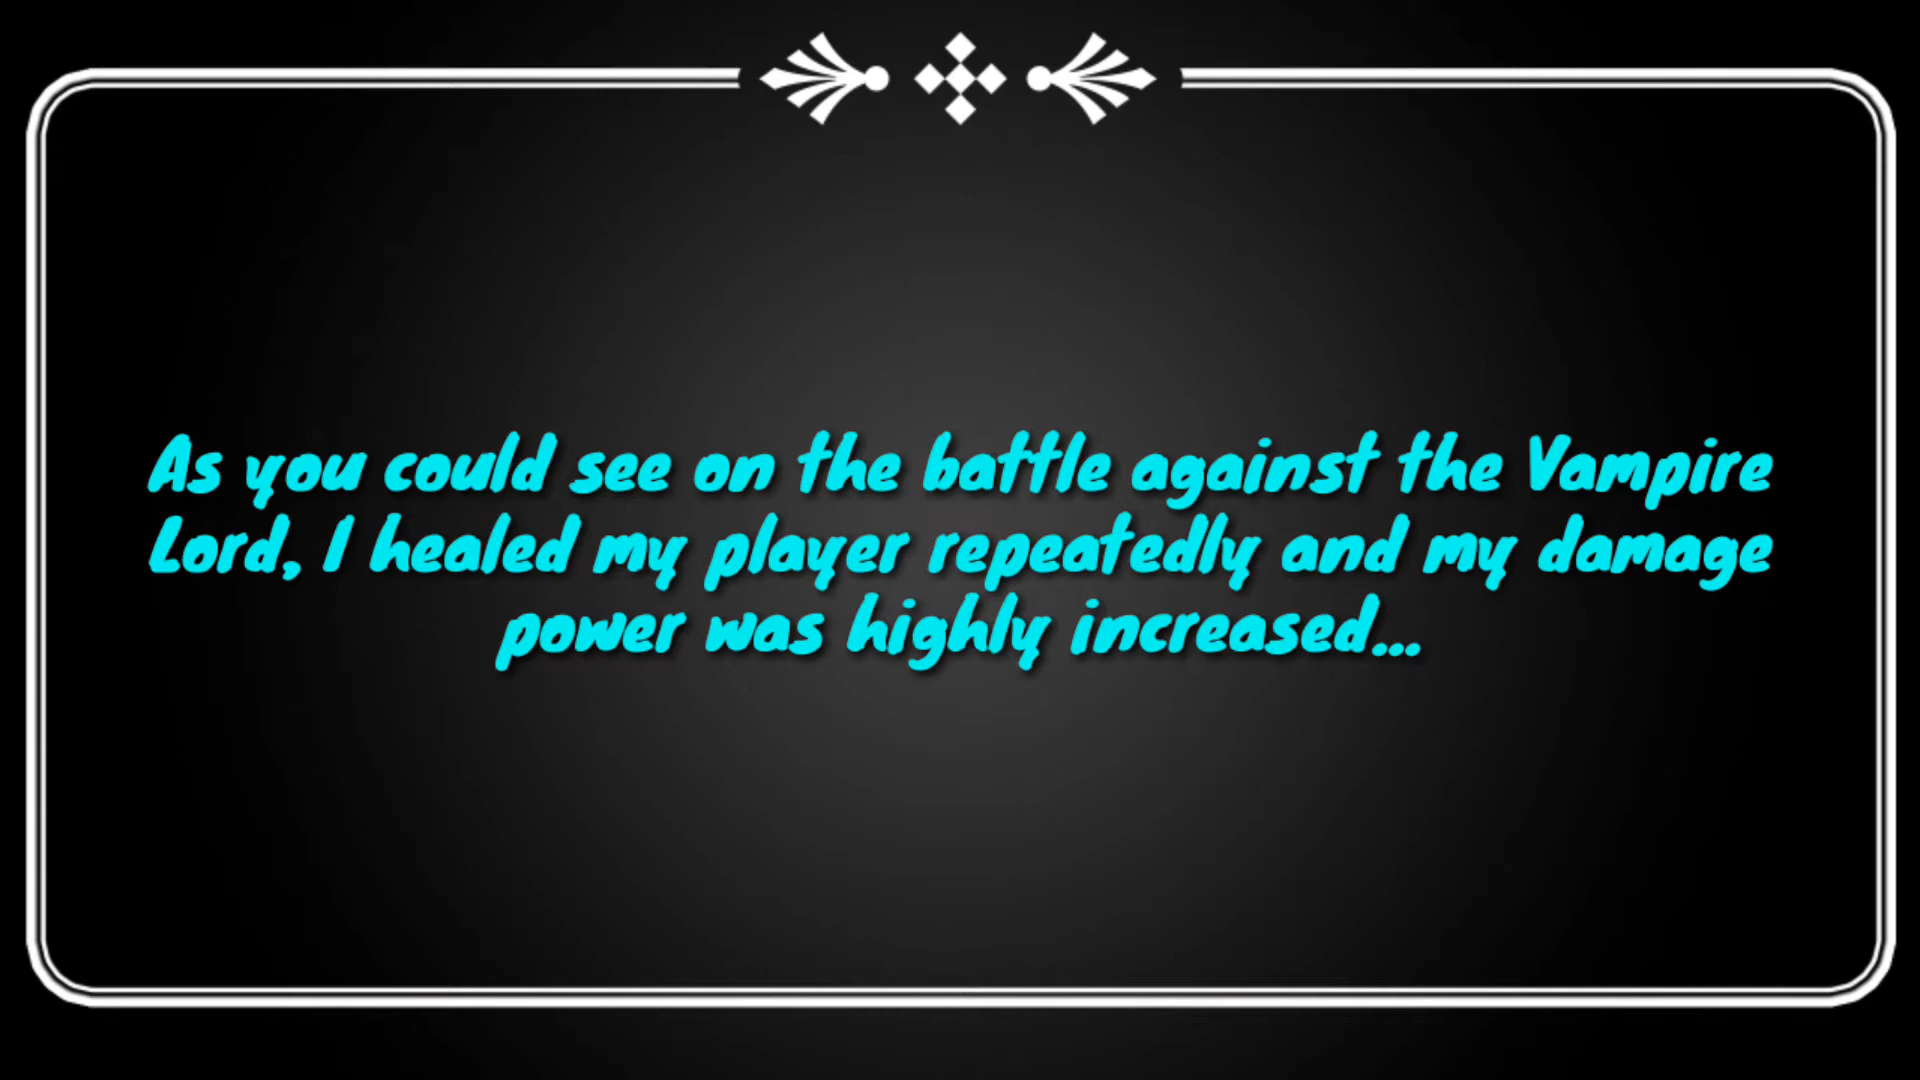 As you could see on the battle against the Vampire
Lord, I healed my player repeatedly and my damage
power was highly increased...